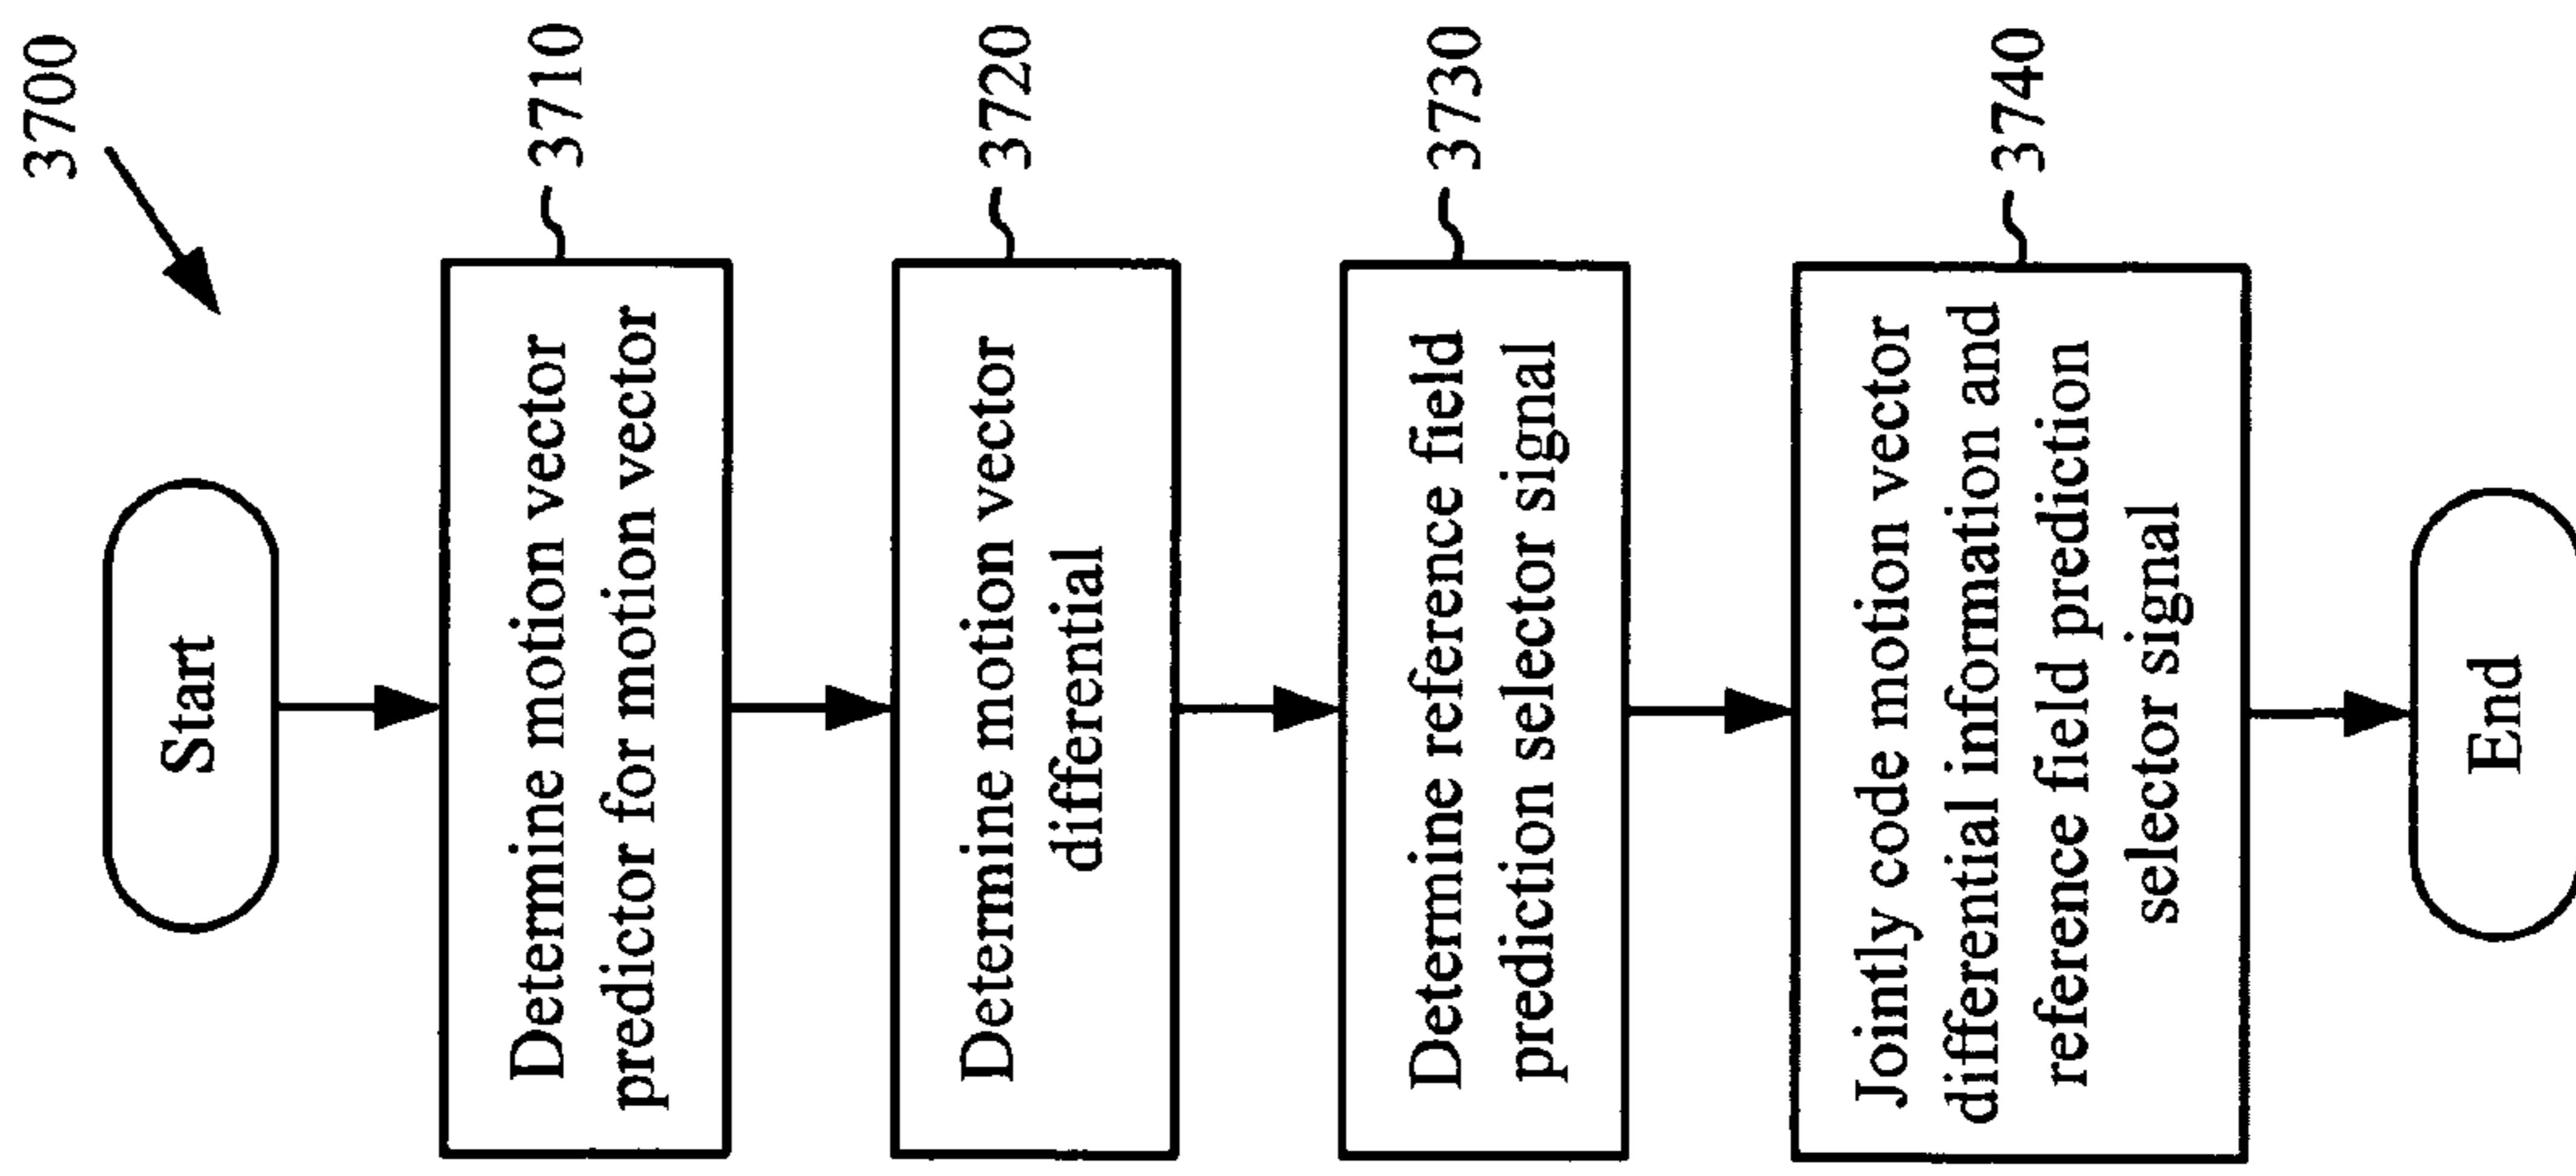 3700
Start
Determine motion vector
predictor for motion vector
3710
Determine motion vector
differential
3720
Determine reference field
prediction selector signal
3730
Jointly code motion vector
differential information and
reference field prediction
selector signal
3740
End